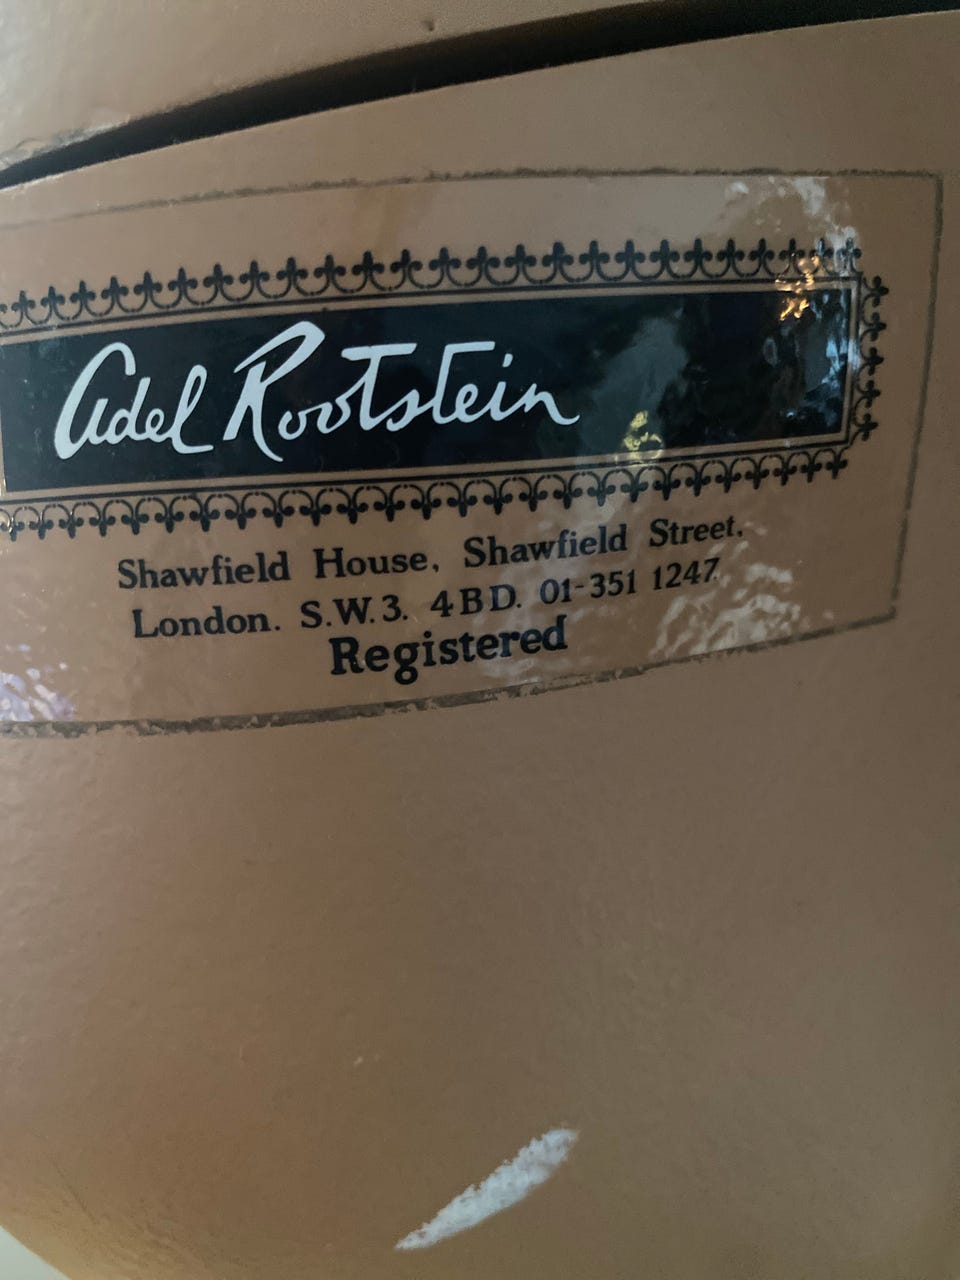 adel Rootstein
Shawfield House, Shawfield Street,
London. S.W.3. 4BD. 01-351 1247
Registered